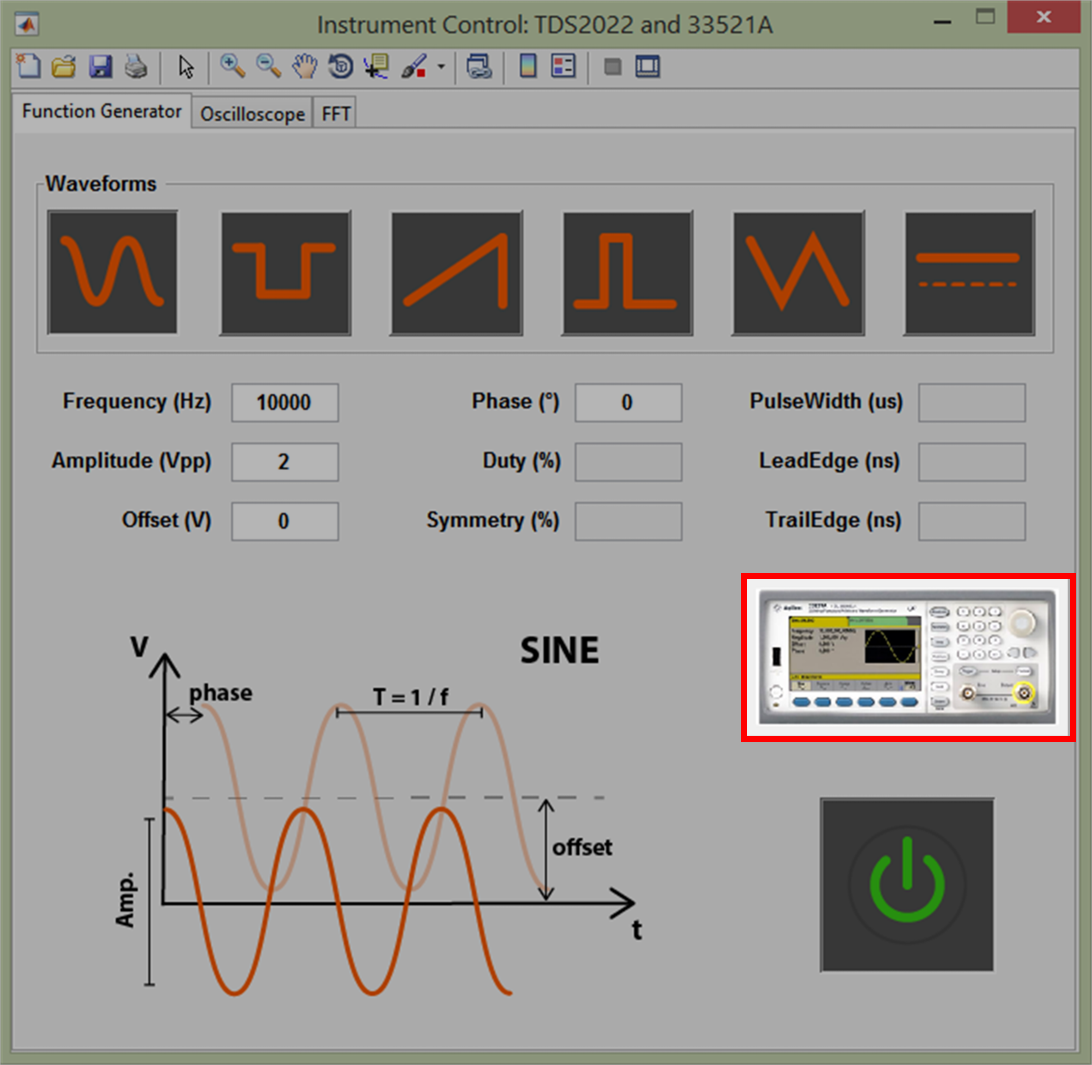 Instrument Control: TDS2022 and 33521A
Function Generator
Oscilloscope
FFT
Waveforms
Frequency (Hz)
10000
Phase (°)
0
PulseWidth (us)
Amplitude (Vpp)
2
Duty (%)
LeadEdge (ns)
Offset (V)
0
Symmetry (%)
TrailEdge (ns)
V
SINE
phase
T = 1 / f
offset
Amp.
t
Agilent